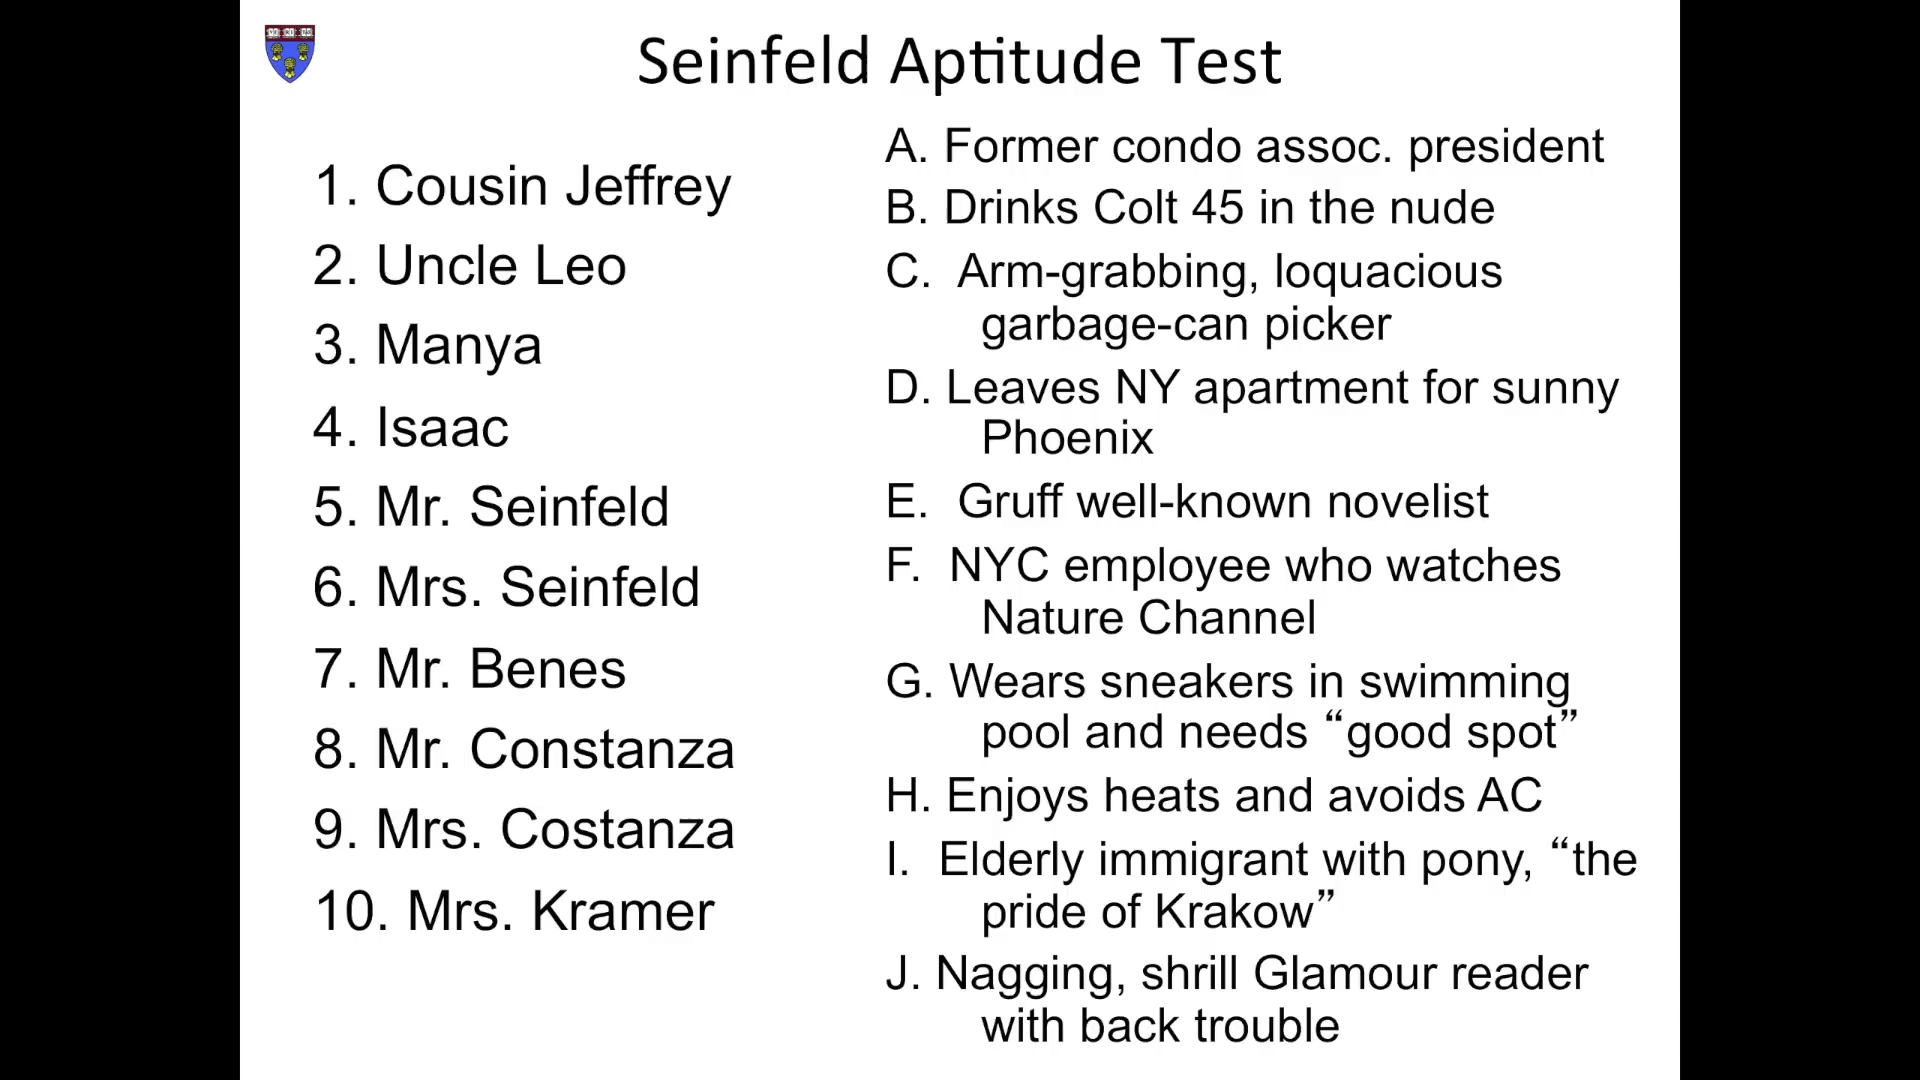 Seinfeld Aptitude Test
1. Cousin Jeffrey
2. Uncle Leo
3. Manya
4. Isaac
5. Mr. Seinfeld
6. Mrs. Seinfeld
7. Mr. Benes
8. Mr. Constanza
9. Mrs. Costanza
10. Mrs. Kramer
A. Former condo assoc. president
B. Drinks Colt 45 in the nude
C. Arm-grabbing, loquacious
garbage-can picker
D. Leaves NY apartment for sunny
Phoenix
E. Gruff well-known novelist
F. NYC employee who watches
Nature Channel
G. Wears sneakers in swimming
pool and needs “good spot”
H. Enjoys heats and avoids AC
I. Elderly immigrant with pony, “the
pride of Krakow”
J. Nagging, shrill Glamour reader
with back trouble